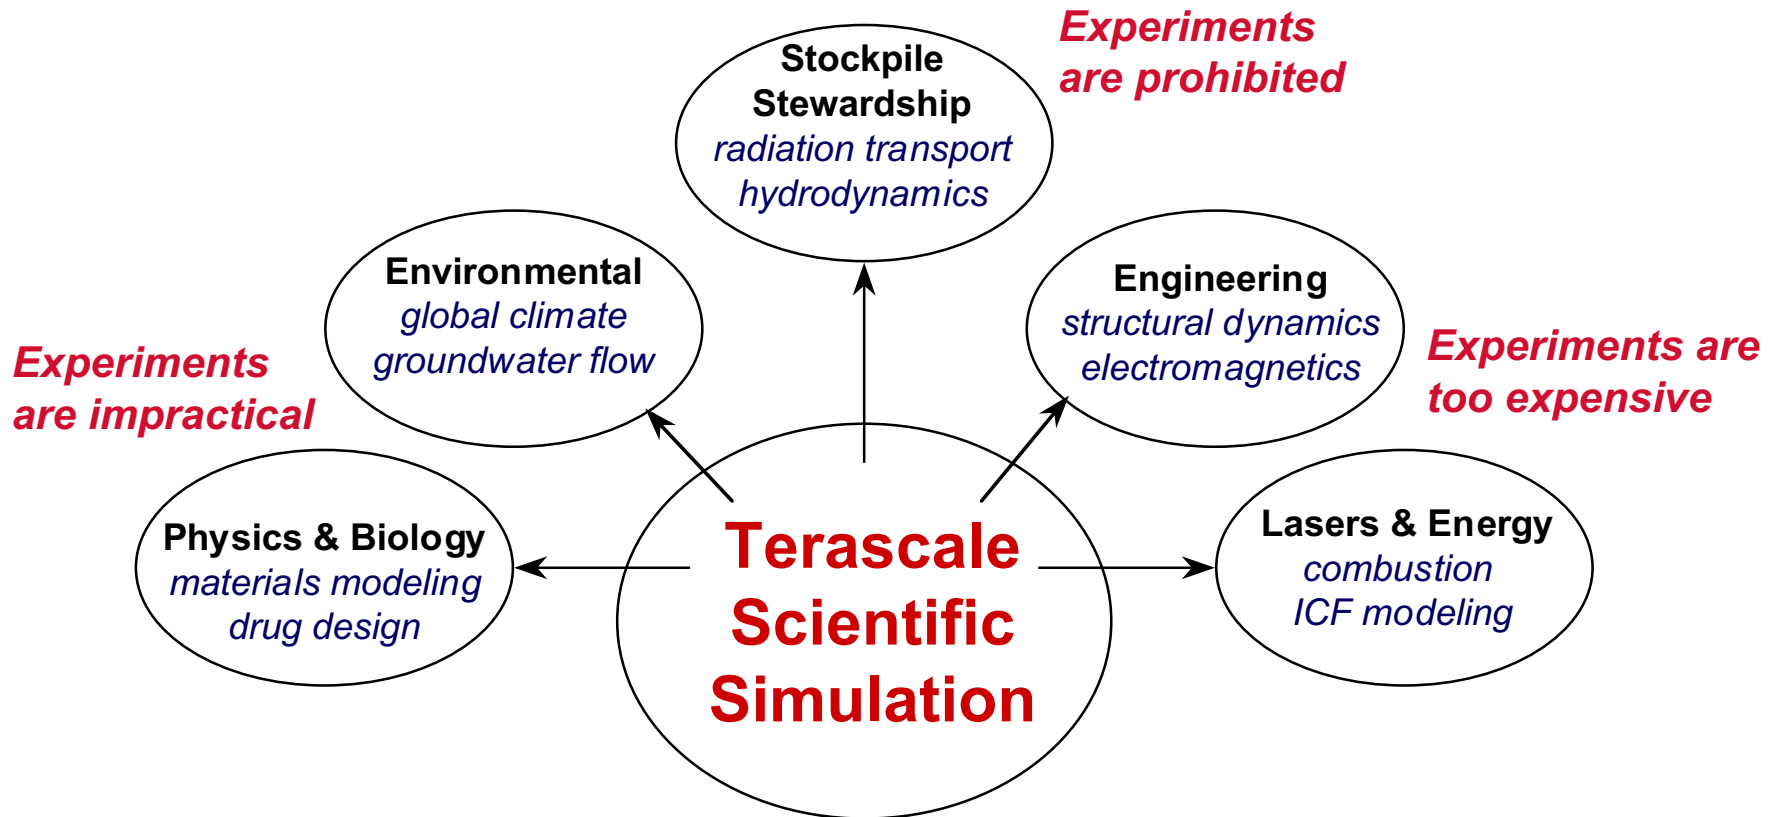 Experiments
are prohibited
Stockpile
Stewardship
radiation transport
hydrodynamics
Environmental
global climate
groundwater flow
Engineering
structural dynamics
electromagnetics
Experiments
are impractical
Experiments are
too expensive
Physics & Biology
materials modeling
drug design
Terascale
Scientific
Simulation
Lasers & Energy
combustion
ICF modeling